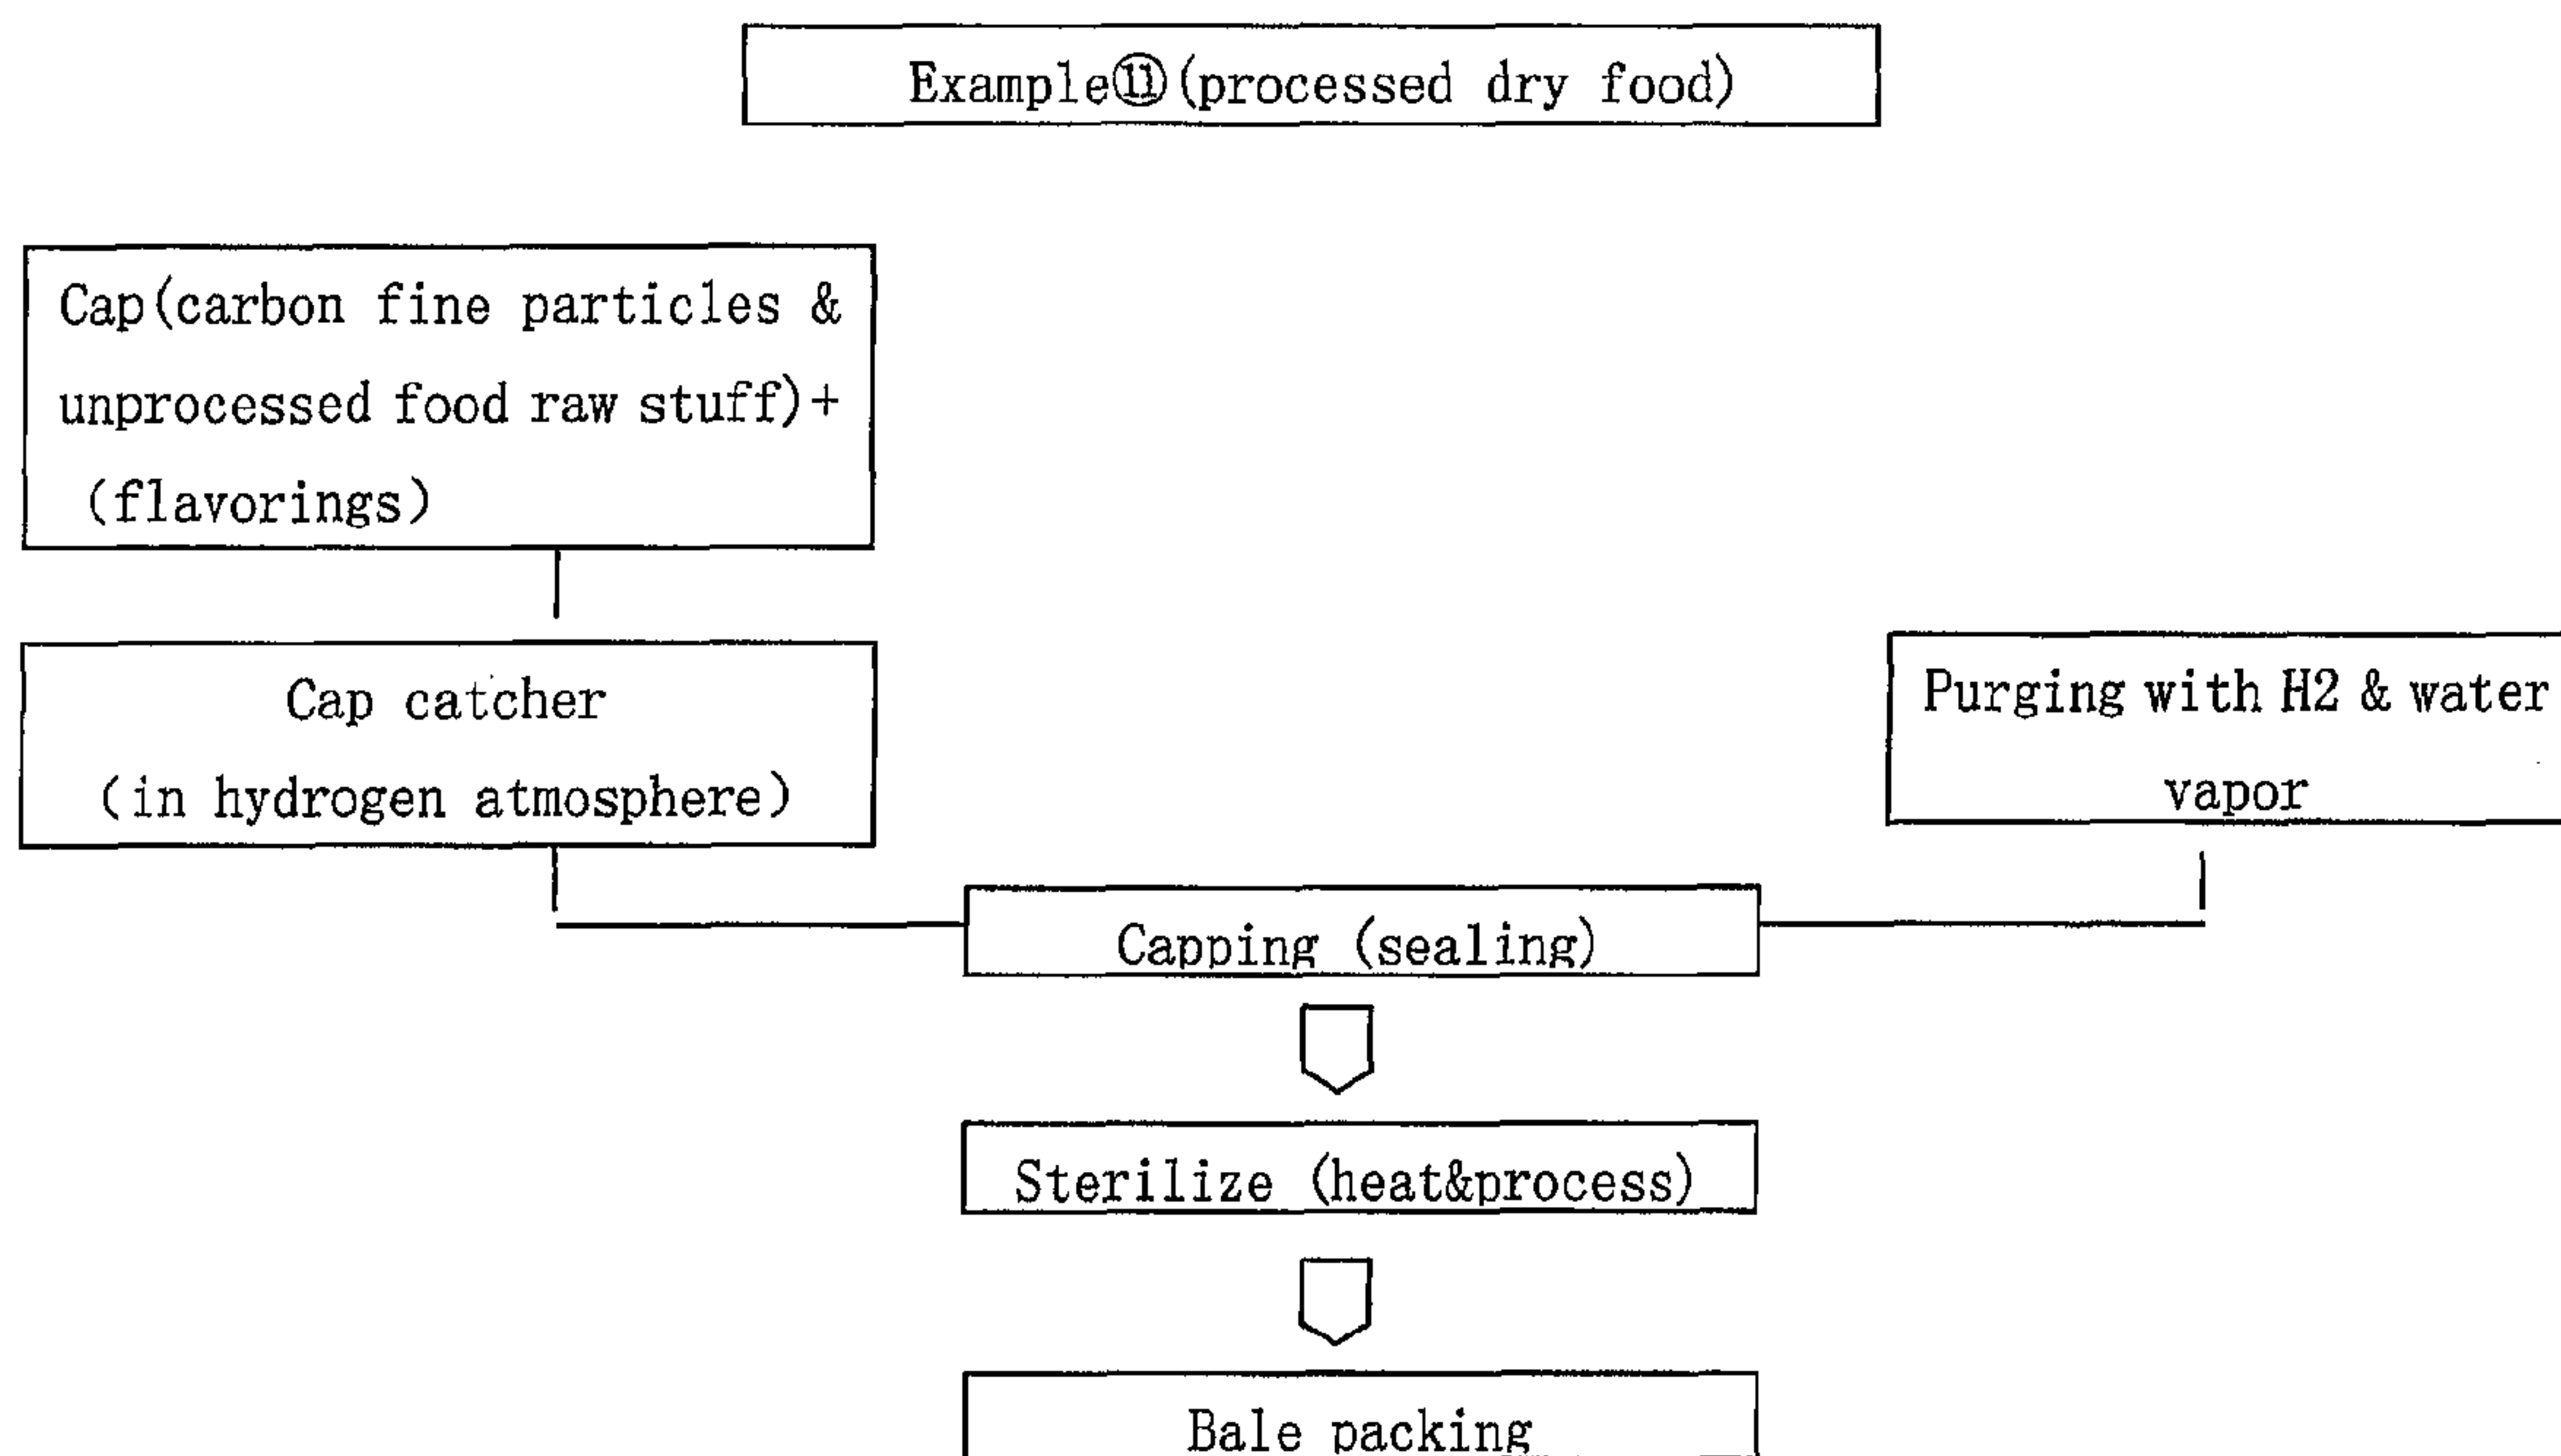 Example⑪(processed dry food)
Cap(carbon fine particles &
unprocessed food raw stuff)+
(flavorings)
Cap catcher
(in hydrogen atmosphere)
Purging with H2 & water
vapor
Capping (sealing)
Sterilize (heat&process)
Bale packing